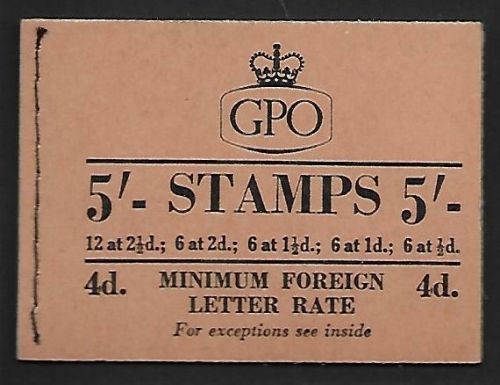 GPO
5/- STAMPS 5/-
12 at 2½d.; 6 at 2d.; 6 at 1½d.; 6 at 1d.; 6 at ½d.
4d. MINIMUM FOREIGN 4d.
LETTER RATE
For exceptions see inside